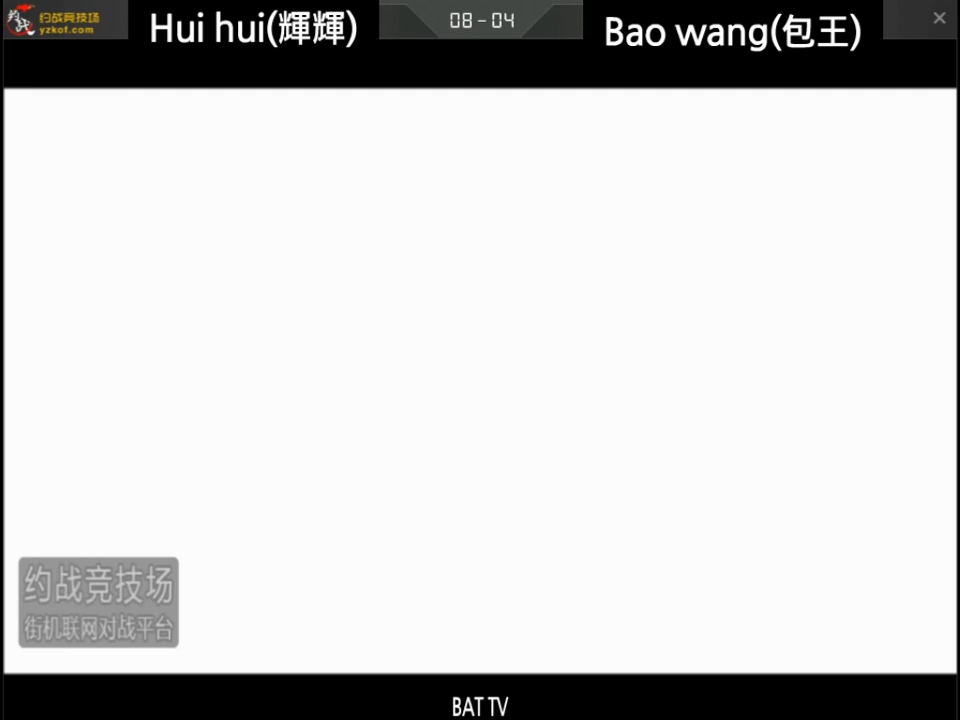 约战竞技场
yzkof.com
Hui hui(輝輝)
08-04
Bao wang(包王)
约战竞技场
街机联网对战平台
BAT TV